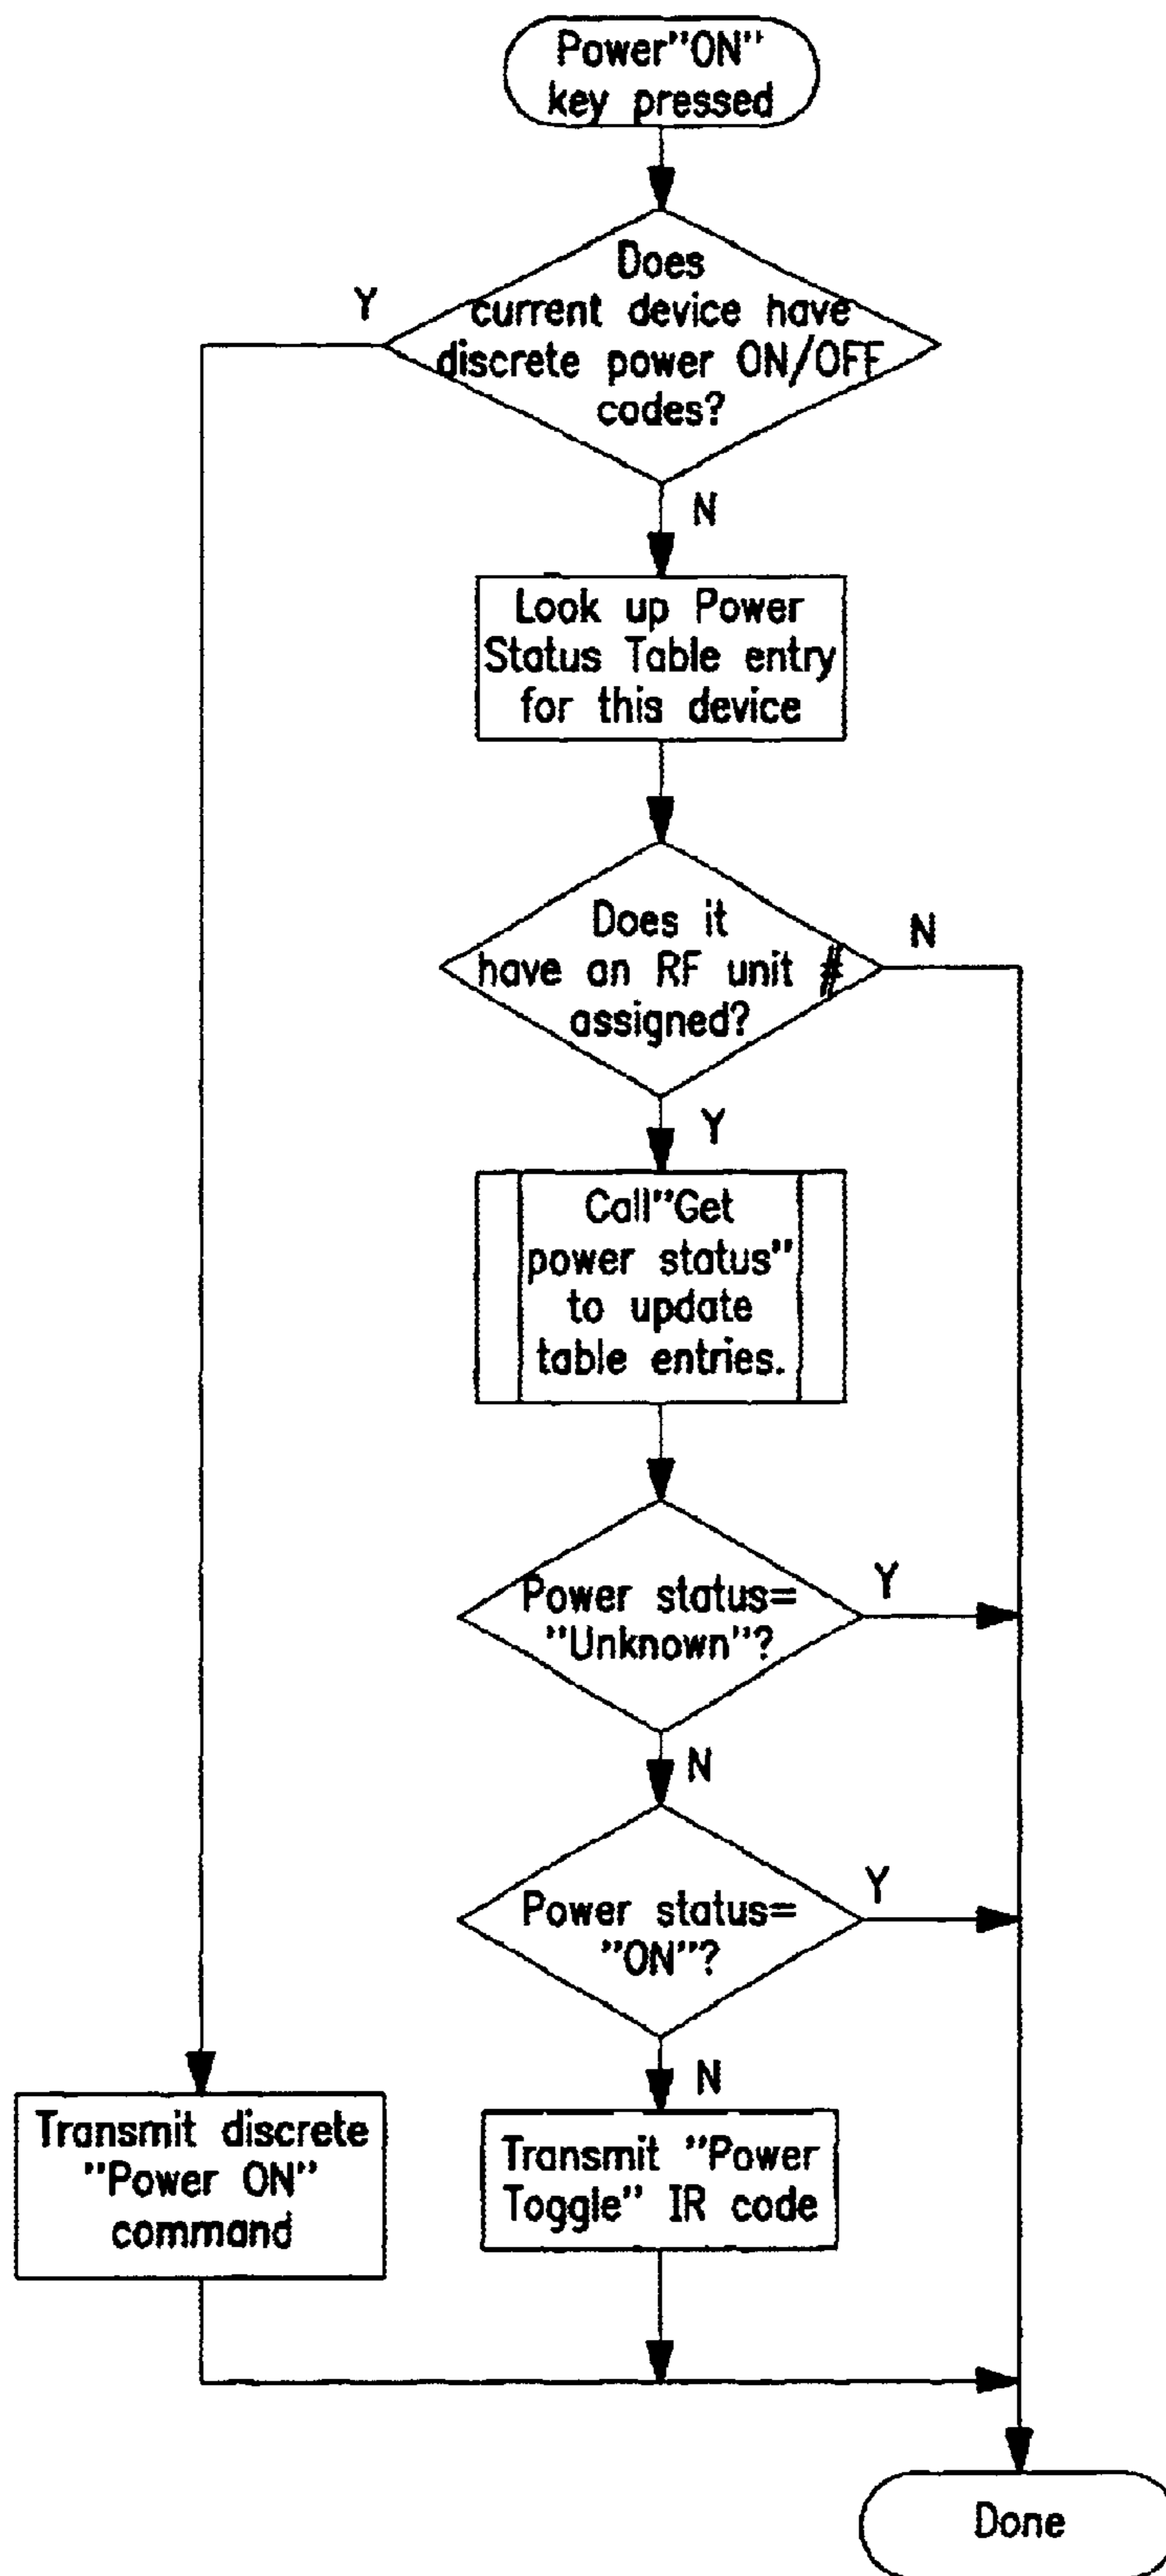 Power"ON"
key pressed
Does
current device have
discrete power ON/OFF
codes?
Y
N
Look up Power
Status Table entry
for this device
Does it
have an RF unit #
assigned?
N
Y
Call"Get
power status"
to update
table entries.
Power status=
"Unknown"?
Y
N
Power status=
"ON"?
Y
N
Transmit discrete
"Power ON"
command
Transmit "Power
Toggle" IR code
Done